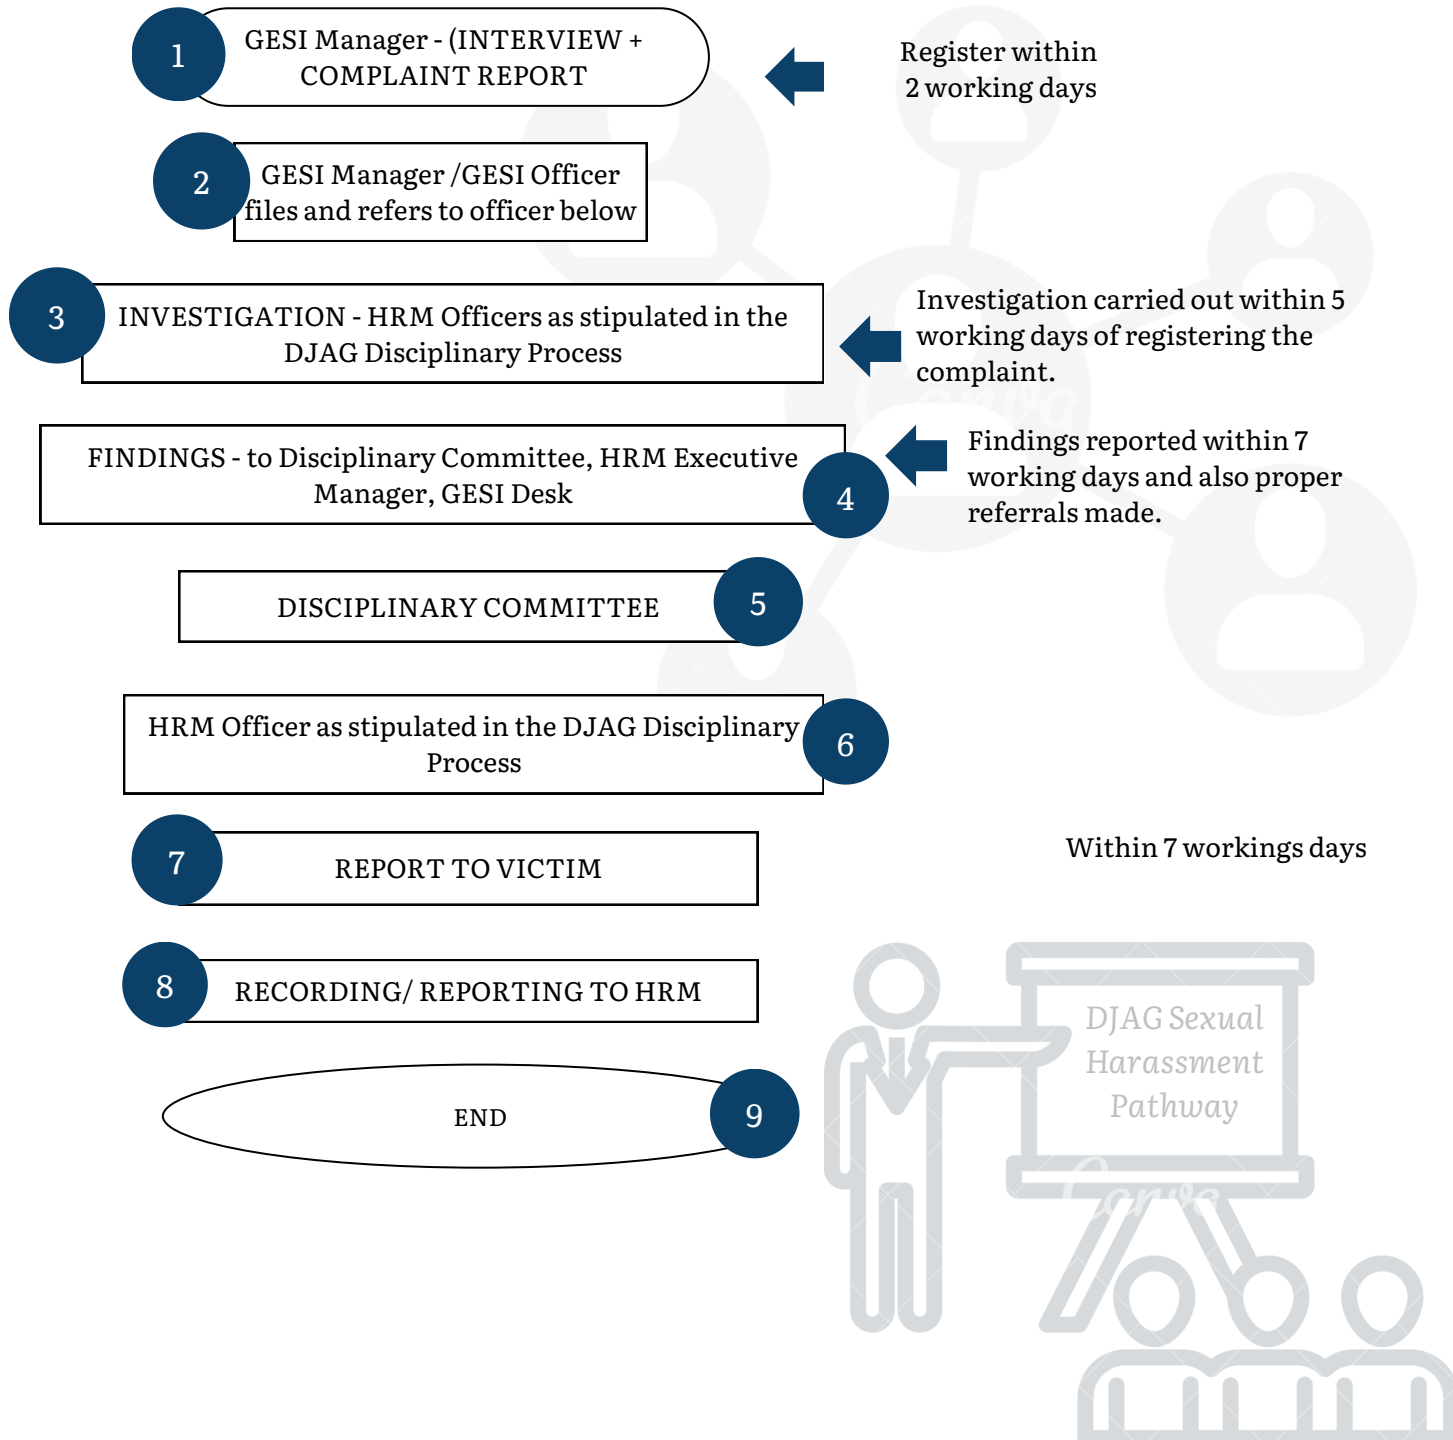 1
GESI Manager - (INTERVIEW +
COMPLAINT REPORT
Register within
2 working days
2
GESI Manager /GESI Officer
files and refers to officer below
3
INVESTIGATION - HRM Officers as stipulated in the
DJAG Disciplinary Process
Investigation carried out within 5
working days of registering the
complaint.
Canva
FINDINGS - to Disciplinary Committee, HRM Executive
Manager, GESI Desk
4
Findings reported within 7
working days and also proper
referrals made.
DISCIPLINARY COMMITTEE
5
HRM Officer as stipulated in the DJAG Disciplinary
Process
6
7
REPORT TO VICTIM
Within 7 workings days
8
RECORDING/ REPORTING TO HRM
END
9
DJAG Sexual
Harassment
Pathway
Canva